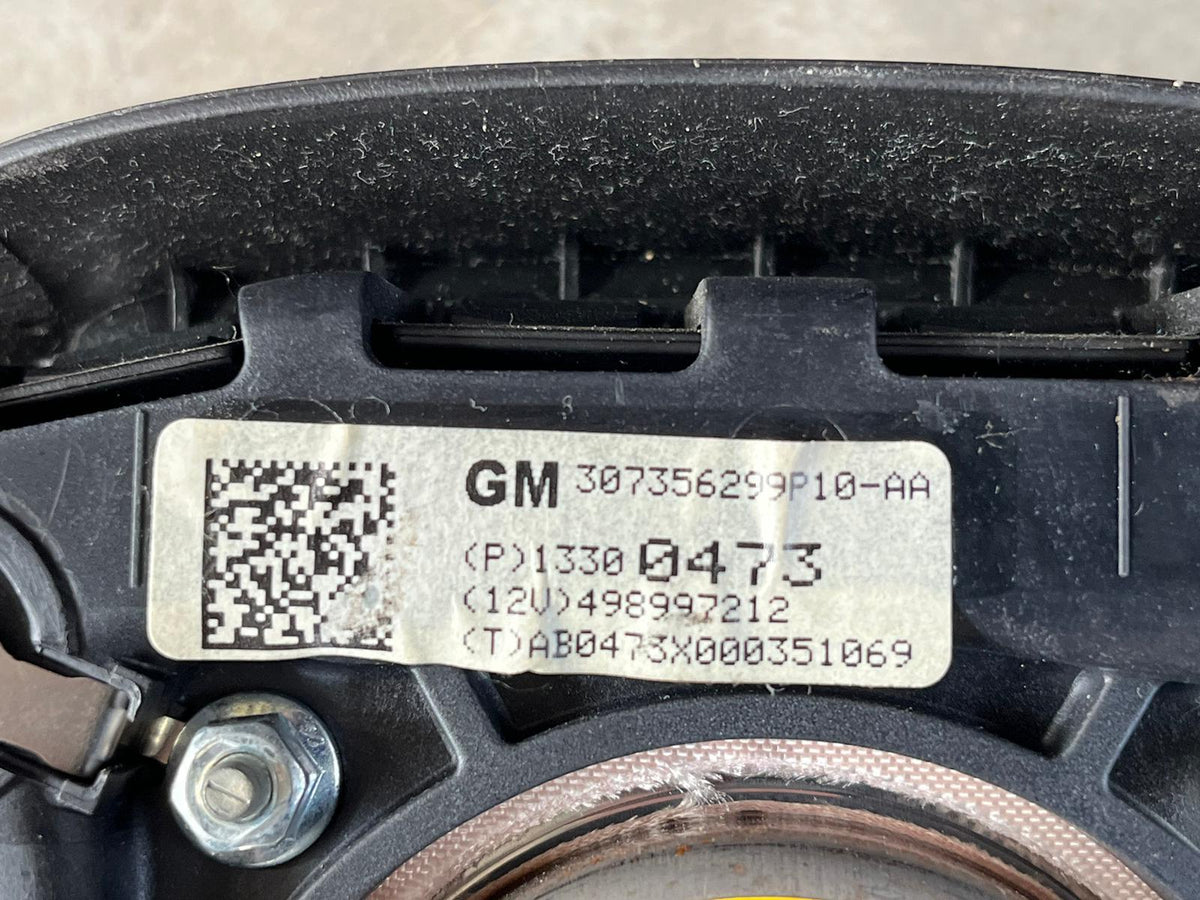 GM 307356299P10-AA
(P)1330 0473
(12V)498997212
(T)AB0473X000351069